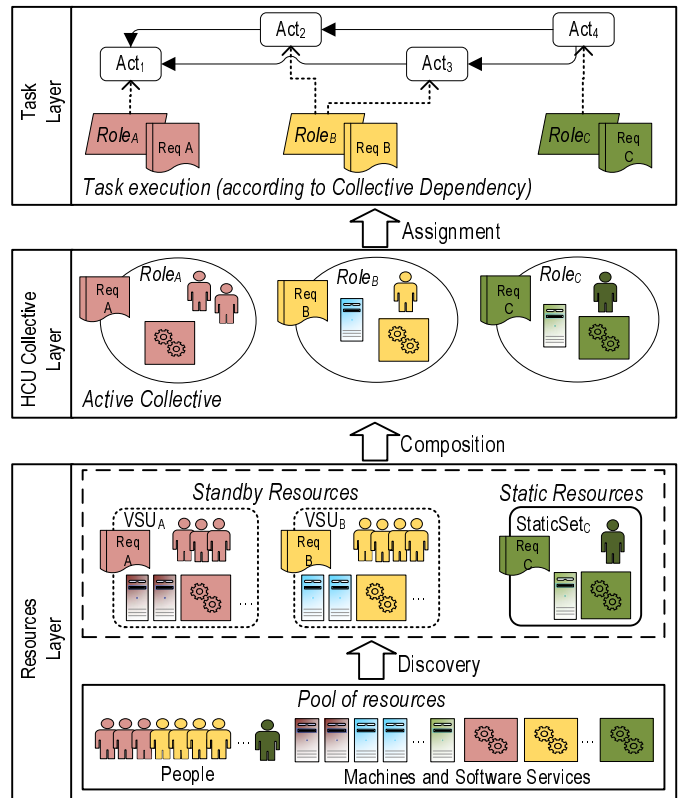 Task
Layer
Act2
Act4
Act1
Act3
RoleA
Req A
RoleB
Req B
RoleC
Req
C
Task execution (according to Collective Dependency)
Assignment
HCU Collective
Layer
Req
A
RoleA
Req
B
RoleB
Req
C
RoleC
Active Collective
Composition
Resources
Layer
Standby Resources
Static Resources
VSUA
Req
A
...
VSUB
Req
B
...
StaticSetC
Req
C
Discovery
Pool of resources
...
...
...
People
Machines and Software Services